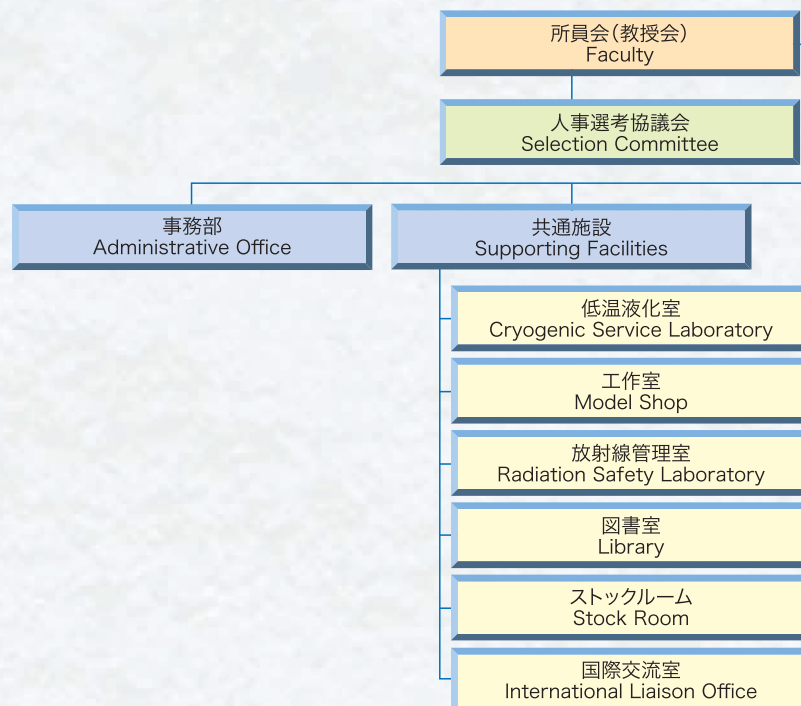 所員会（教授会）
Faculty
人事選考協議会
Selection Committee
事務部
Administrative Office
共通施設
Supporting Facilities
低温液化室
Cryogenic Service Laboratory
工作室
Model Shop
放射線管理室
Radiation Safety Laboratory
図書室
Library
ストックルーム
Stock Room
国際交流室
International Liaison Office